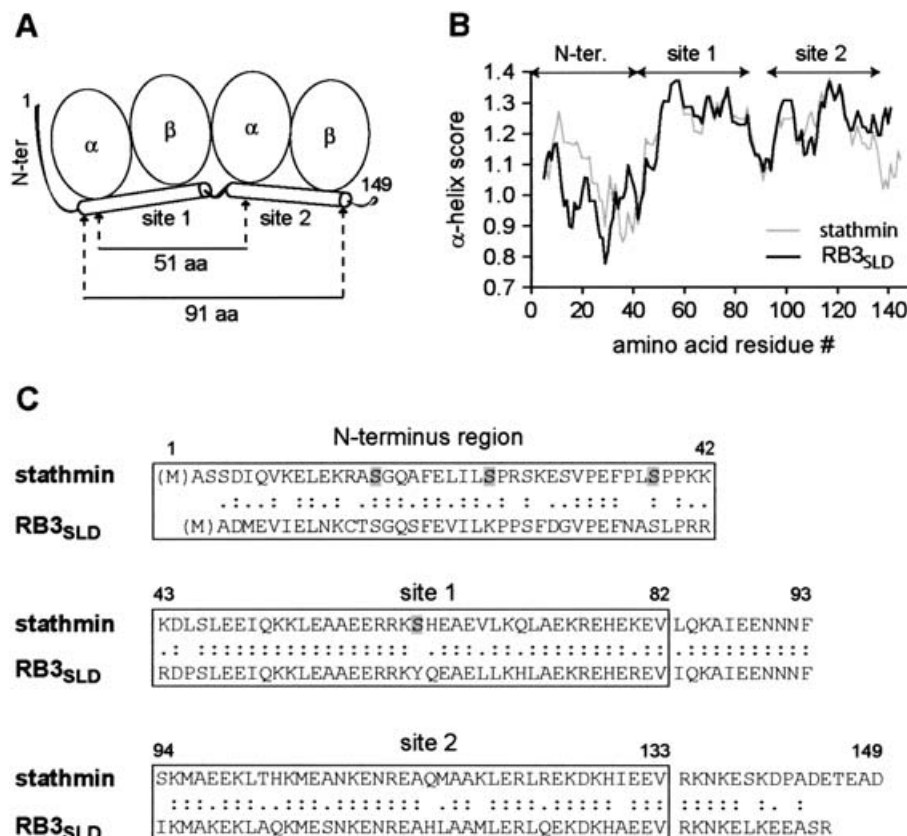 A
1
N-ter
α
β
α
β
149
site 1
site 2
51 aa
91 aa
B
N-ter.
site 1
site 2
α-helix score
1.4
1.3
1.2
1.1
1.0
0.9
0.8
0.7
stathmin
RB3SLD
0 20 40 60 80 100 120 140
amino acid residue #
C
1 N-terminus region 42
stathmin (M)ASSDIQVKELEKRASGQAFELILSPRSKESVPEFPLSPPKK
RB3SLD (M)ADMEVIELNKCTSGQSFEVILKPPSFDGVPEFNASLPRR
43 site 1 82 93
stathmin KDLSLEEIQKKLEAAEERRKSHEAEVLKQLAEKREHEKEV LQKAIEENNNF
RB3SLD RDPSLEEIQKKLEAAEERRKYQEAELLKHLAEKREHEREV IQKAIEENNNF
94 site 2 133 149
stathmin SKMAEEKLTHKMEANKENREAQMAAKLERLREKDKHIEEV RKNKESKDPADETEAD
RB3SLD IKMAKEKLAQKMESNKENREAHLAAMLERLQEKDKHAEEV RKNKELKEEASR